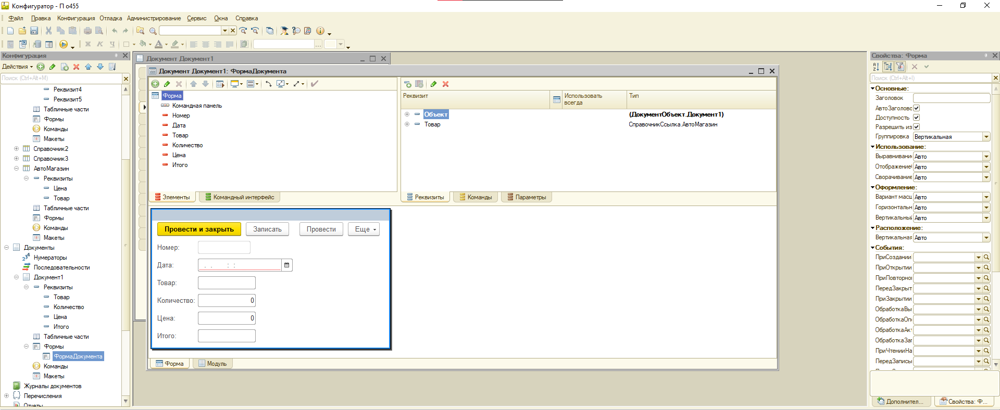 Конфигуратор - П о455
Файл Правка Конфигурация Отладка Администрирование Сервис Окна Справка
Ж К Ч
Конфигурация
Действия
Поиск (Ctrl+Alt+M)
Реквизит4
Реквизит5
Табличные части
Формы
Команды
Макеты
Справочник2
Справочник3
АвтоМагазин
Реквизиты
Цена
Товар
Табличные части
Формы
Команды
Макеты
Документы
Нумераторы
Последовательности
Документ1
Реквизиты
Товар
Количество
Цена
Итого
Табличные части
Формы
ФормаДокумента
Команды
Макеты
Журналы документов
Перечисления
Отчеты
Документ Документ1
Документ Документ1: ФормаДокумента
Форма
Командная панель
Номер
Дата
Товар
Количество
Цена
Итого
Элементы Командный интерфейс
Реквизит Использовать всегда Тип
Объект (ДокументОбъект.Документ1)
Товар СправочникСсылка.АвтоМагазин
Реквизиты Команды Параметры
Провести и закрыть Записать Провести Еще
Номер:
Дата: . . : :
Товар:
Количество: 0
Цена: 0
Итого:
Форма Модуль
Свойства: Форма
Поиск (Ctrl+Alt+I)
Основные:
Заголовок
АвтоЗаголово
Доступность
Разрешить из
Группировка Вертикальная
Использование:
Выравнивани Авто
Отображение Авто
Сворачивание Авто
Оформление:
Вариант масш Авто
Горизонтальн Авто
Вертикальны Авто
Расположение:
Вертикальная Авто
События:
ПриСоздании
ПриОткрытии
ПриПовторно
ПередЗакрыт
ПриЗакрытии
ОбработкаВы
ОбработкаОп
ОбработкаАк
ОбработкаЗап
ПриЧтенииНа
ПередЗаписы
Дополнител... Свойства: Ф...